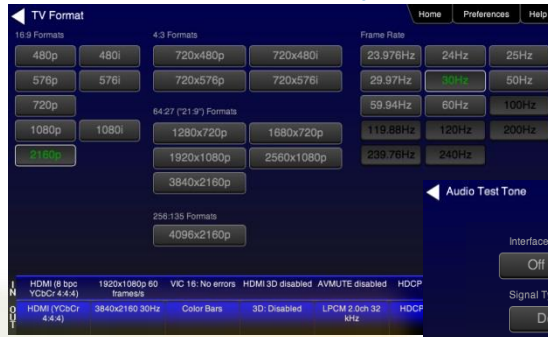 TV Format
Home Preferences Help
16:9 Formats
480p 480i
576p 576i
720p
1080p 1080i
2160p
4:3 Formats
720x480p 720x480i
720x576p 720x576i
64:27 ("21:9") Formats
1280x720p 1680x720p
1920x1080p 2560x1080p
3840x2160p
256:135 Formats
4096x2160p
Frame Rate
23.976Hz 24Hz 25Hz
29.97Hz 30Hz 50Hz
59.94Hz 60Hz 100Hz
119.88Hz 120Hz 200Hz
239.76Hz 240Hz
Audio Test Tone
Interface
Off
Signal
IN
HDMI (8 bpc YCbCr 4:4:4)
1920x1080p 60 frames/s
VIC 16: No errors
HDMI 3D disabled
AVMUTE disabled
HDCP
OUT
HDMI (YCbCr 4:4:4)
3840x2160 30Hz
Color Bars
3D: Disabled
LPCM 2.0ch 32 kHz
HDCP